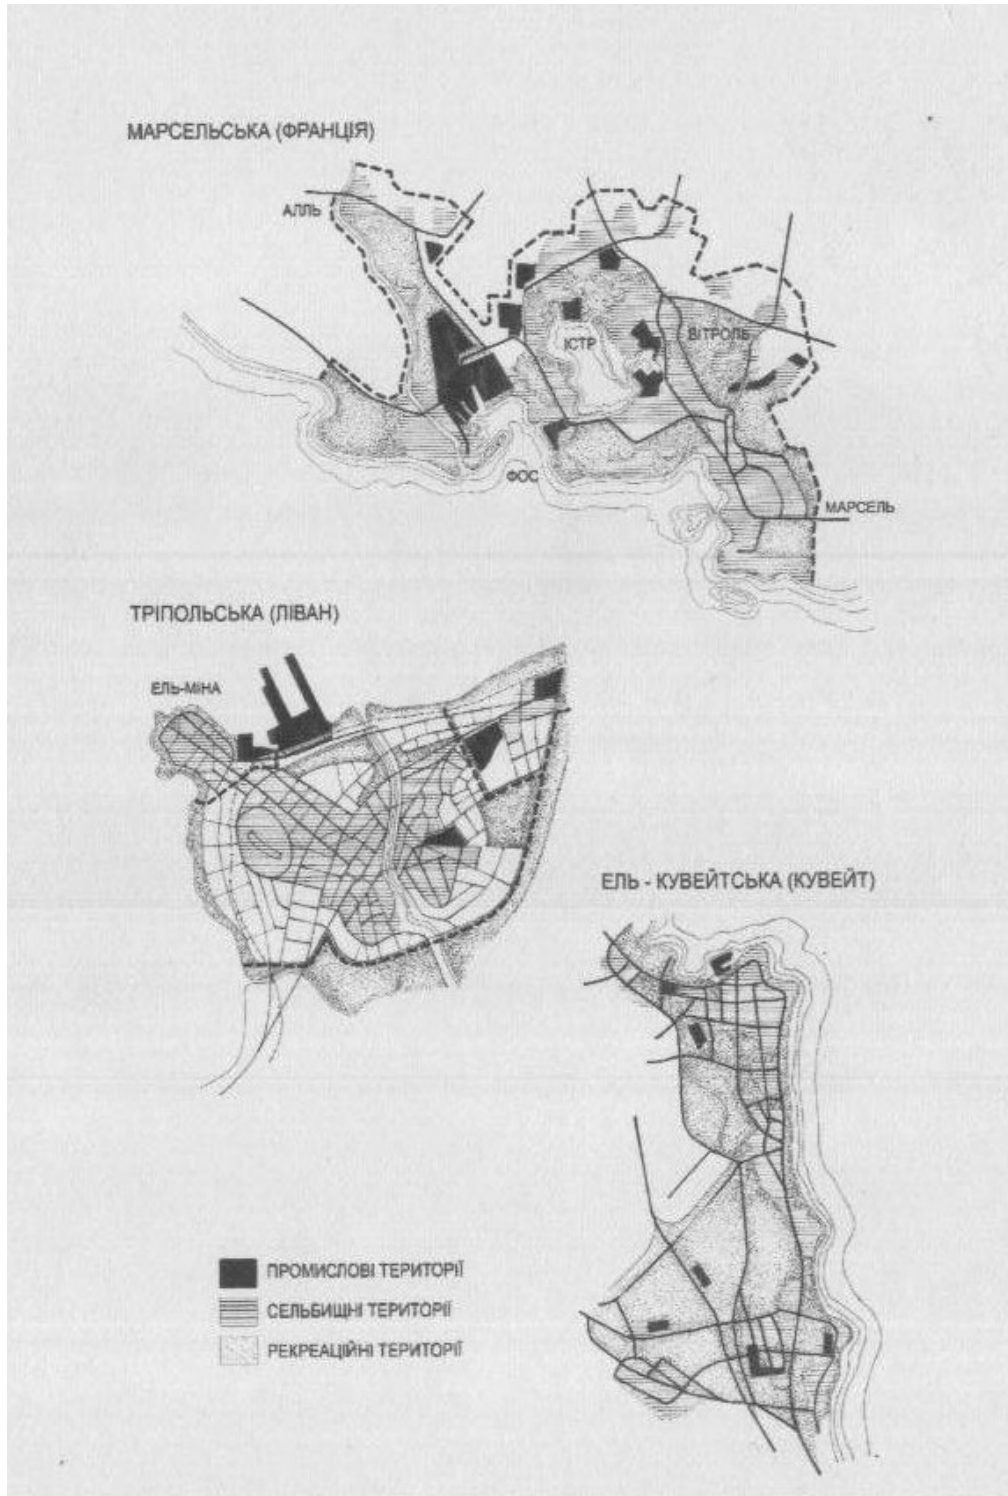 МАРСЕЛЬСЬКА (ФРАНЦІЯ)
АЛЛЬ
ІСТР
ВІТРОЛЬ
ФОС
МАРСЕЛЬ
ТРІПОЛЬСЬКА (ЛІВАН)
ЕЛЬ-МІНА
ЕЛЬ - КУВЕЙТСЬКА (КУВЕЙТ)
ПРОМИСЛОВІ ТЕРИТОРІЇ
СЕЛЬБИЩНІ ТЕРИТОРІЇ
РЕКРЕАЦІЙНІ ТЕРИТОРІЇ